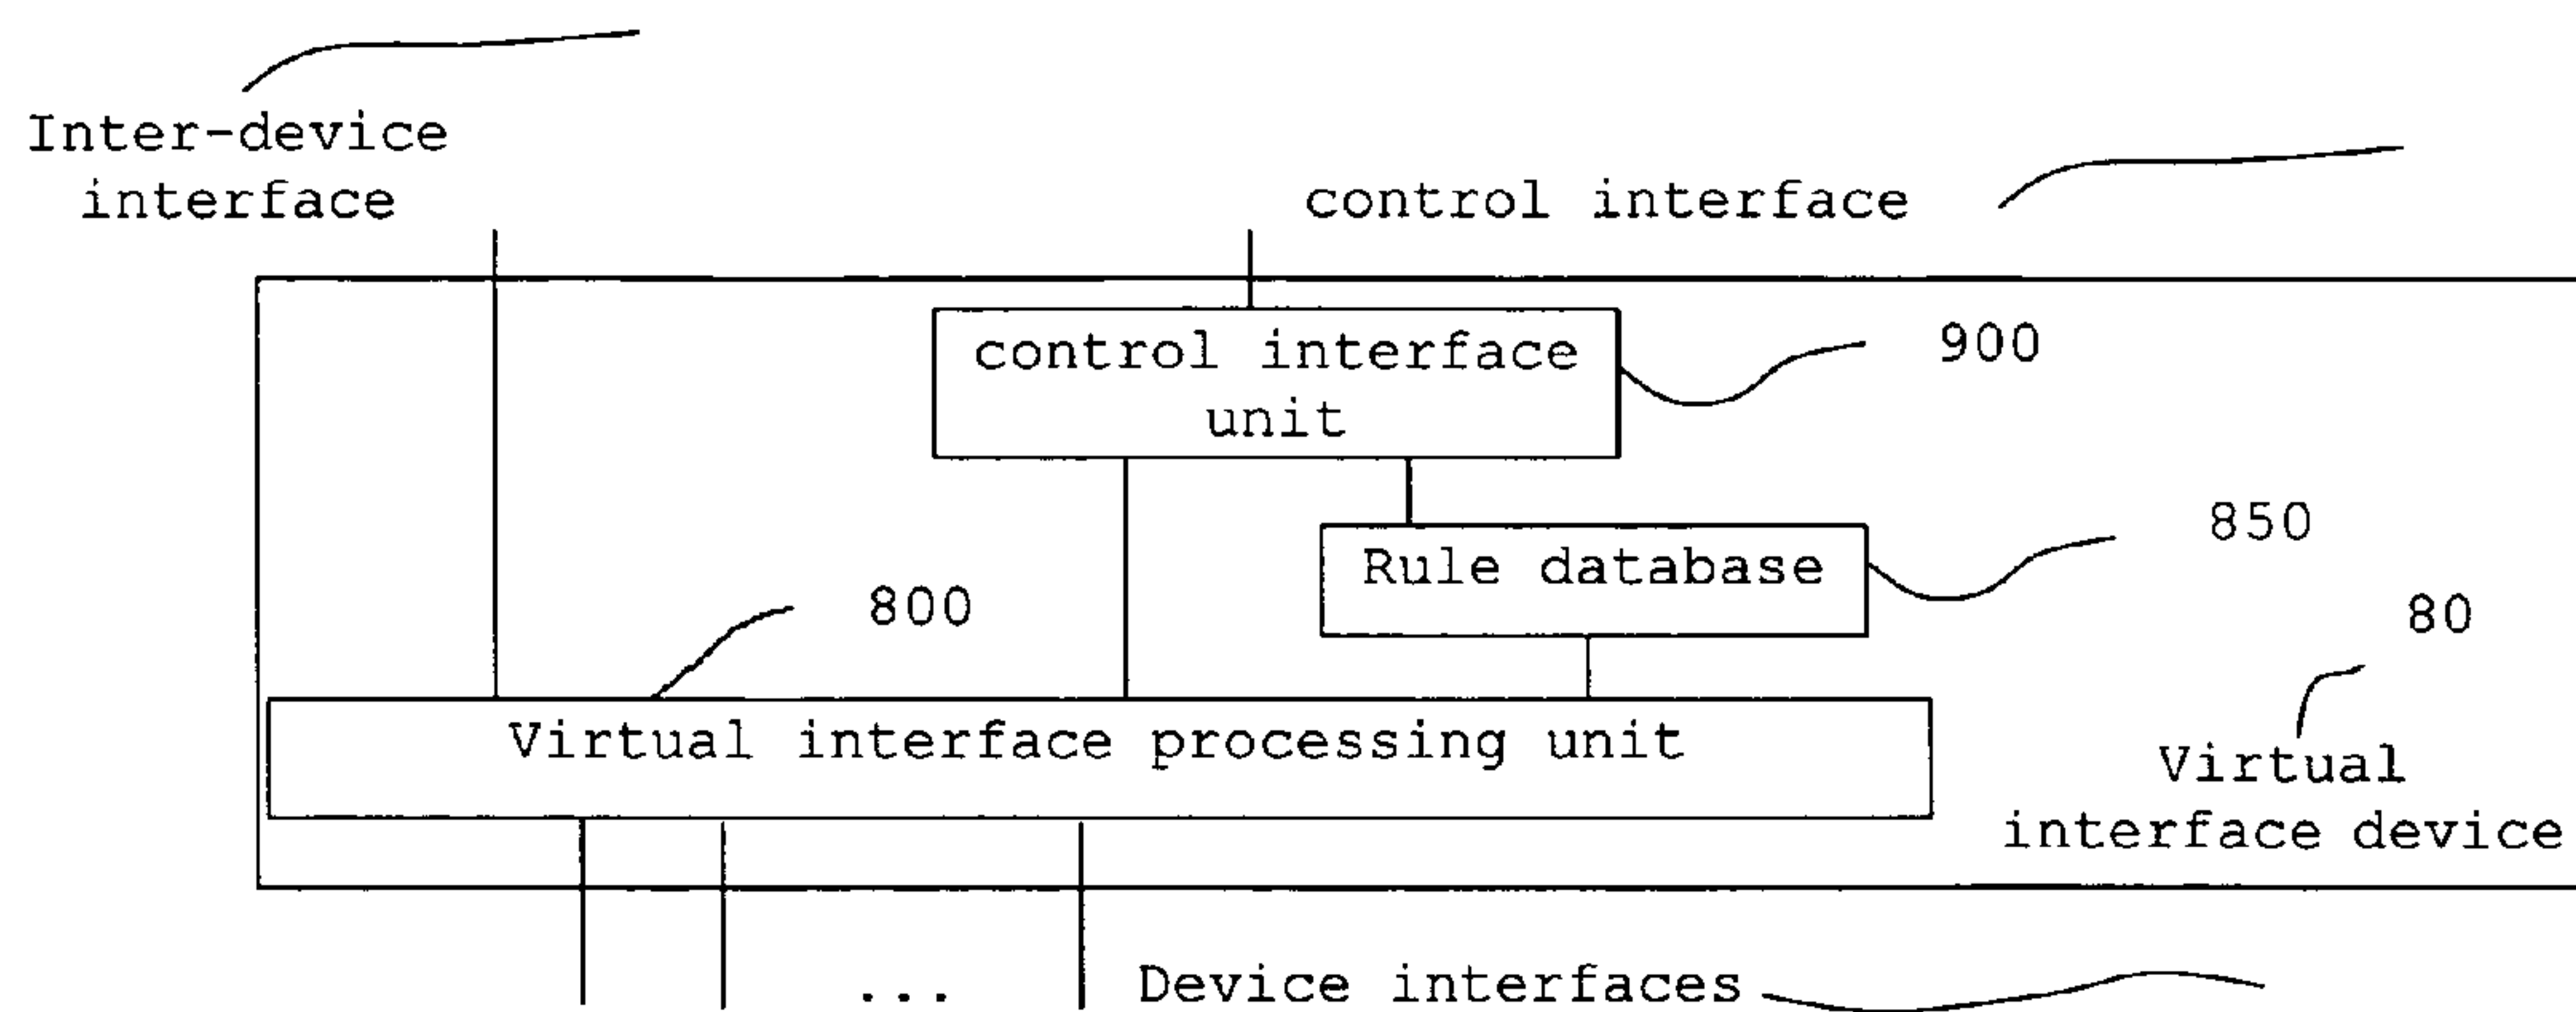 Inter-device
interface
control interface
control interface
unit
900
Rule database
850
800
80
Virtual interface processing unit
Virtual
interface device
...
Device interfaces